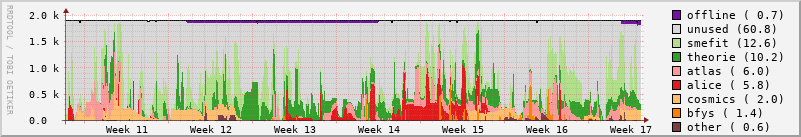 2.0 k
1.5 k
1.0 k
0.5 k
0.0
Week 11 Week 12 Week 13 Week 14 Week 15 Week 16 Week 17
offline ( 0.7)
unused (60.8)
smefit (12.6)
theorie (10.2)
atlas ( 6.0)
alice ( 5.8)
cosmics ( 2.0)
bfys ( 1.4)
other ( 0.6)
RRDTOOL / TOBI OETIKER